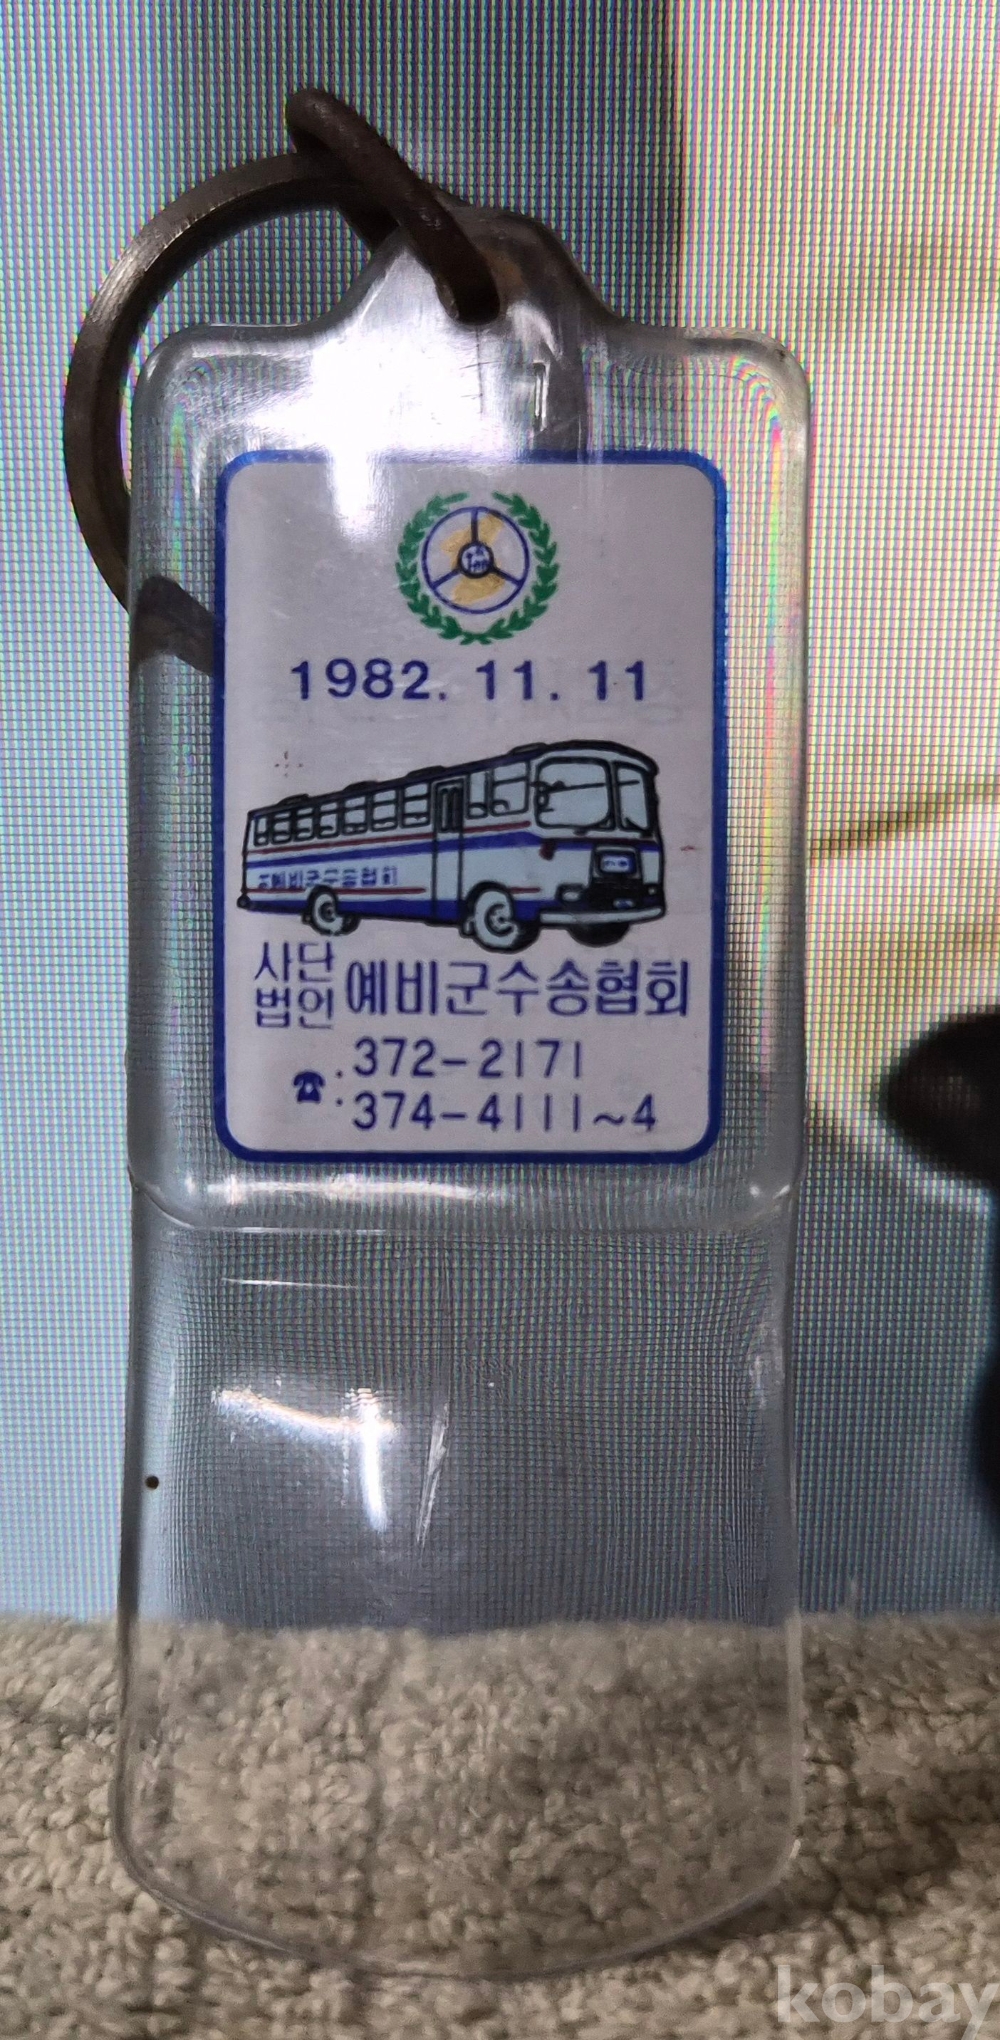 1982. 11. 11
예비군수송협회
사단법인 예비군수송협회
☎ 372-2171
374-4111~4
kobay